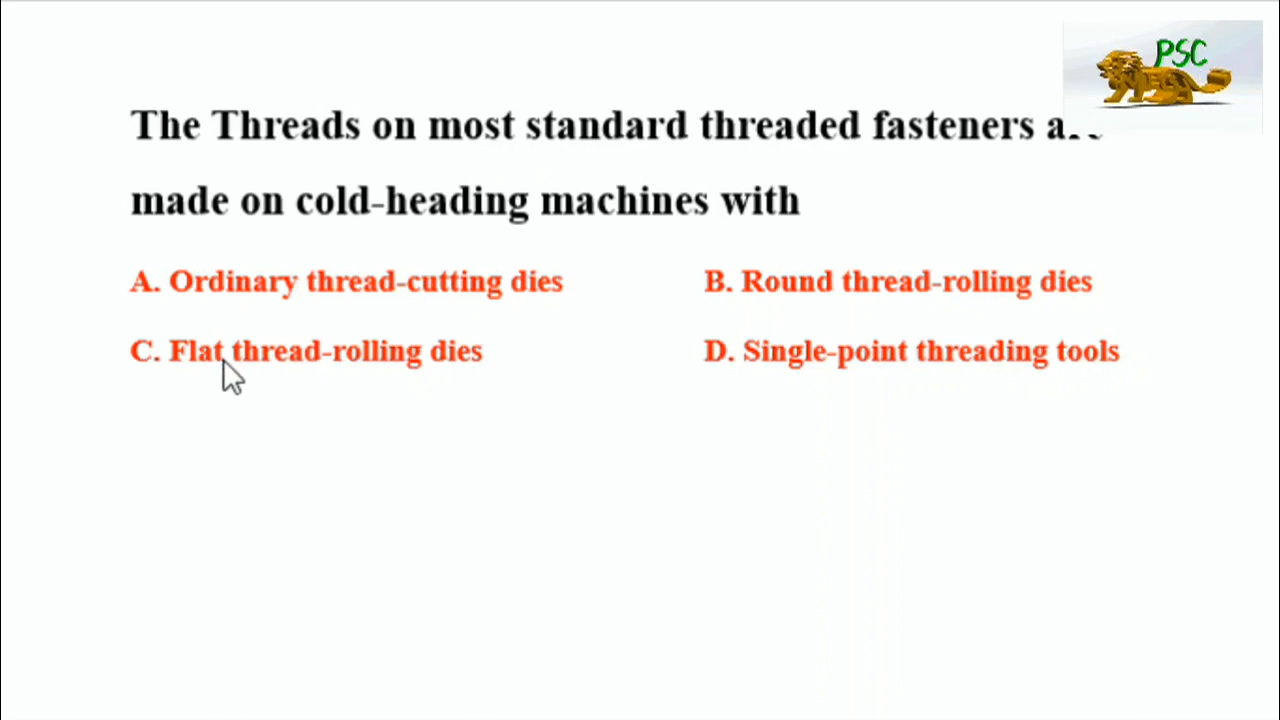 PSC
The Threads on most standard threaded fasteners
made on cold-heading machines with
A. Ordinary thread-cutting dies
B. Round thread-rolling dies
C. Flat thread-rolling dies
D. Single-point threading tools